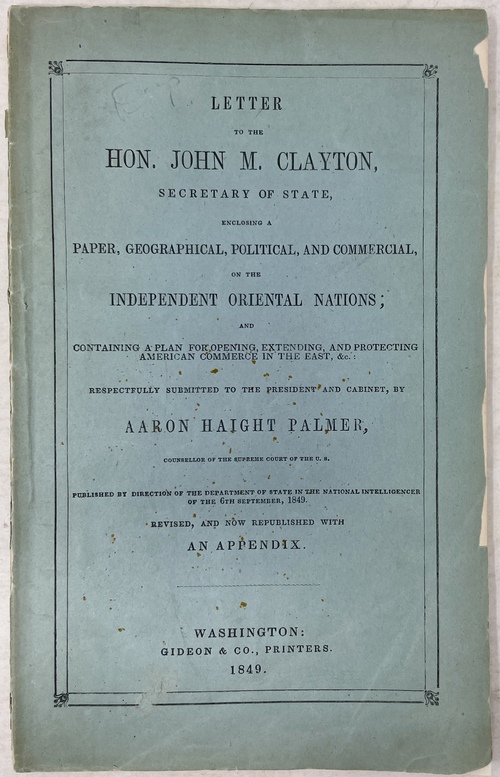 LETTER
TO THE
HON. JOHN M. CLAYTON,
SECRETARY OF STATE,
ENCLOSING A
PAPER, GEOGRAPHICAL, POLITICAL, AND COMMERCIAL,
ON THE
INDEPENDENT ORIENTAL NATIONS;
AND
CONTAINING A PLAN FOR OPENING, EXTENDING, AND PROTECTING
AMERICAN COMMERCE IN THE EAST, &c.:
RESPECTFULLY SUBMITTED TO THE PRESIDENT AND CABINET, BY
AARON HAIGHT PALMER,
COUNSELLOR OF THE SUPREME COURT OF THE U. S.
PUBLISHED BY DIRECTION OF THE DEPARTMENT OF STATE IN THE NATIONAL INTELLIGENCER
OF THE 6TH SEPTEMBER, 1849.
REVISED, AND NOW REPUBLISHED WITH
AN APPENDIX.
WASHINGTON:
GIDEON & CO., PRINTERS.
1849.